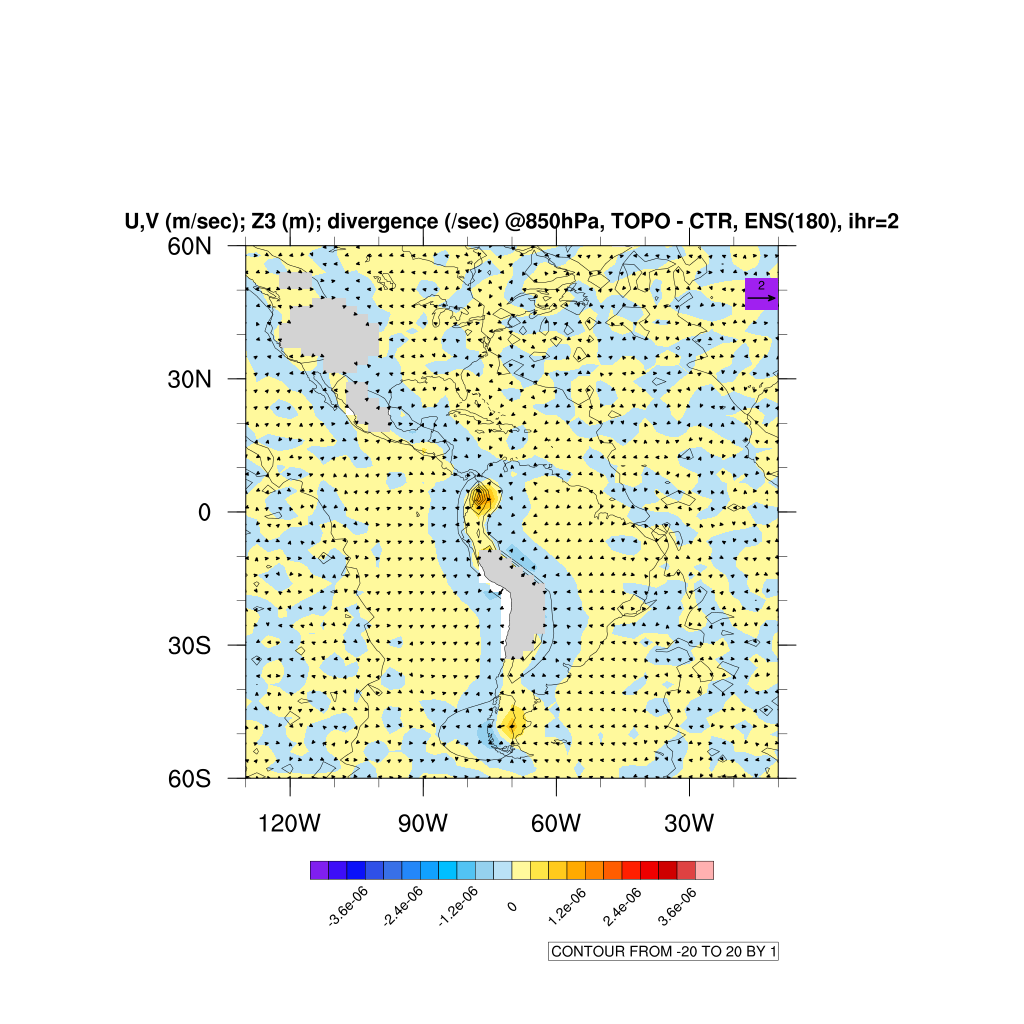 U,V (m/sec); Z3 (m); divergence (/sec) @850hPa, TOPO - CTR, ENS(180), ihr=2
60N
2
30N
0
30S
60S
120W 90W 60W 30W
-3.6e-06 -2.4e-06 -1.2e-06 0 1.2e-06 2.4e-06 3.6e-06
CONTOUR FROM -20 TO 20 BY 1